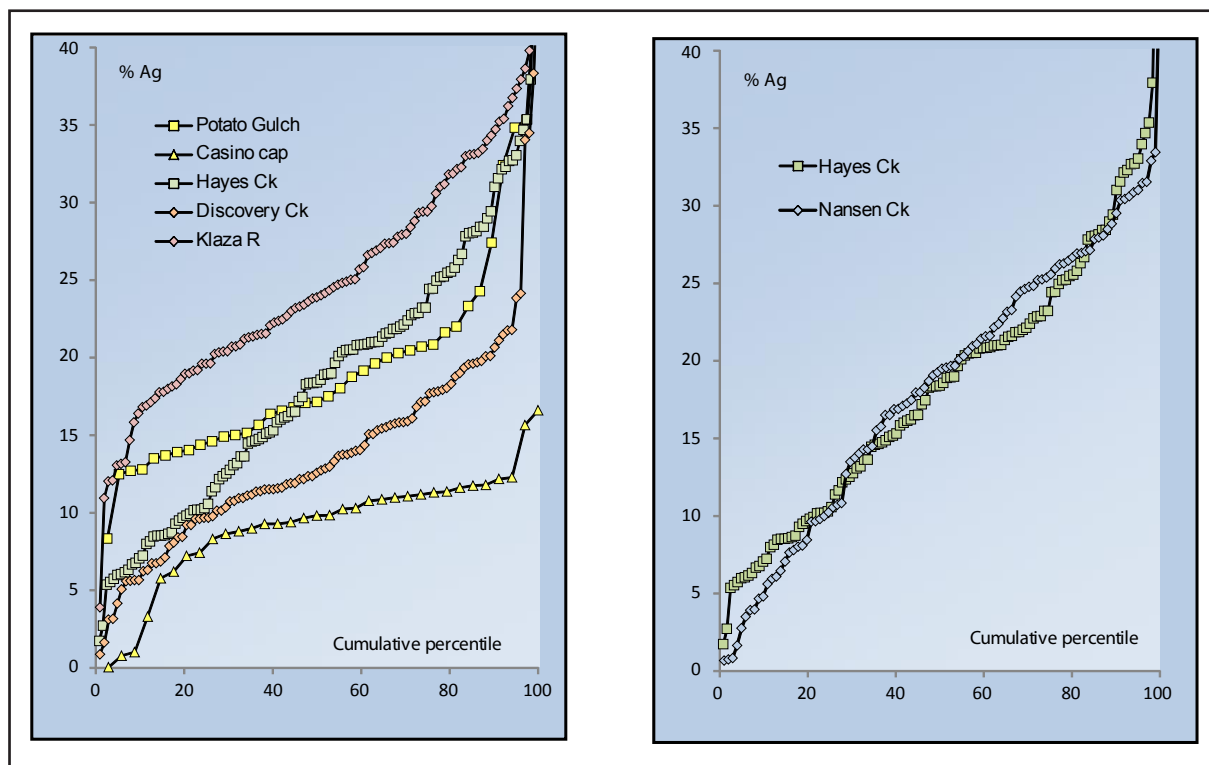 40
% Ag
35
Potato Gulch
Casino cap
30
Hayes Ck
Discovery Ck
Klaza R
25
20
15
10
5
Cumulative percentile
0
0 20 40 60 80 100
40
% Ag
35
Hayes Ck
30
Nansen Ck
25
20
15
10
5
Cumulative percentile
0
0 20 40 60 80 100